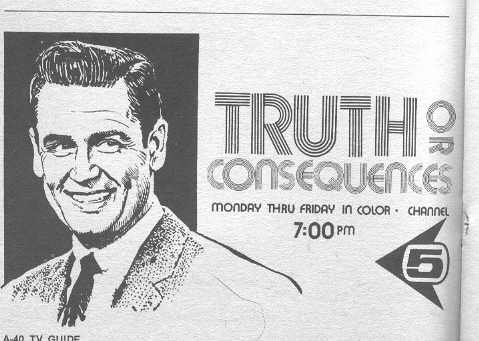 TRUTH OR
CONSEQUENCES
MONDAY THRU FRIDAY IN COLOR · CHANNEL
7:00 PM
5
A-40 TV GUIDE